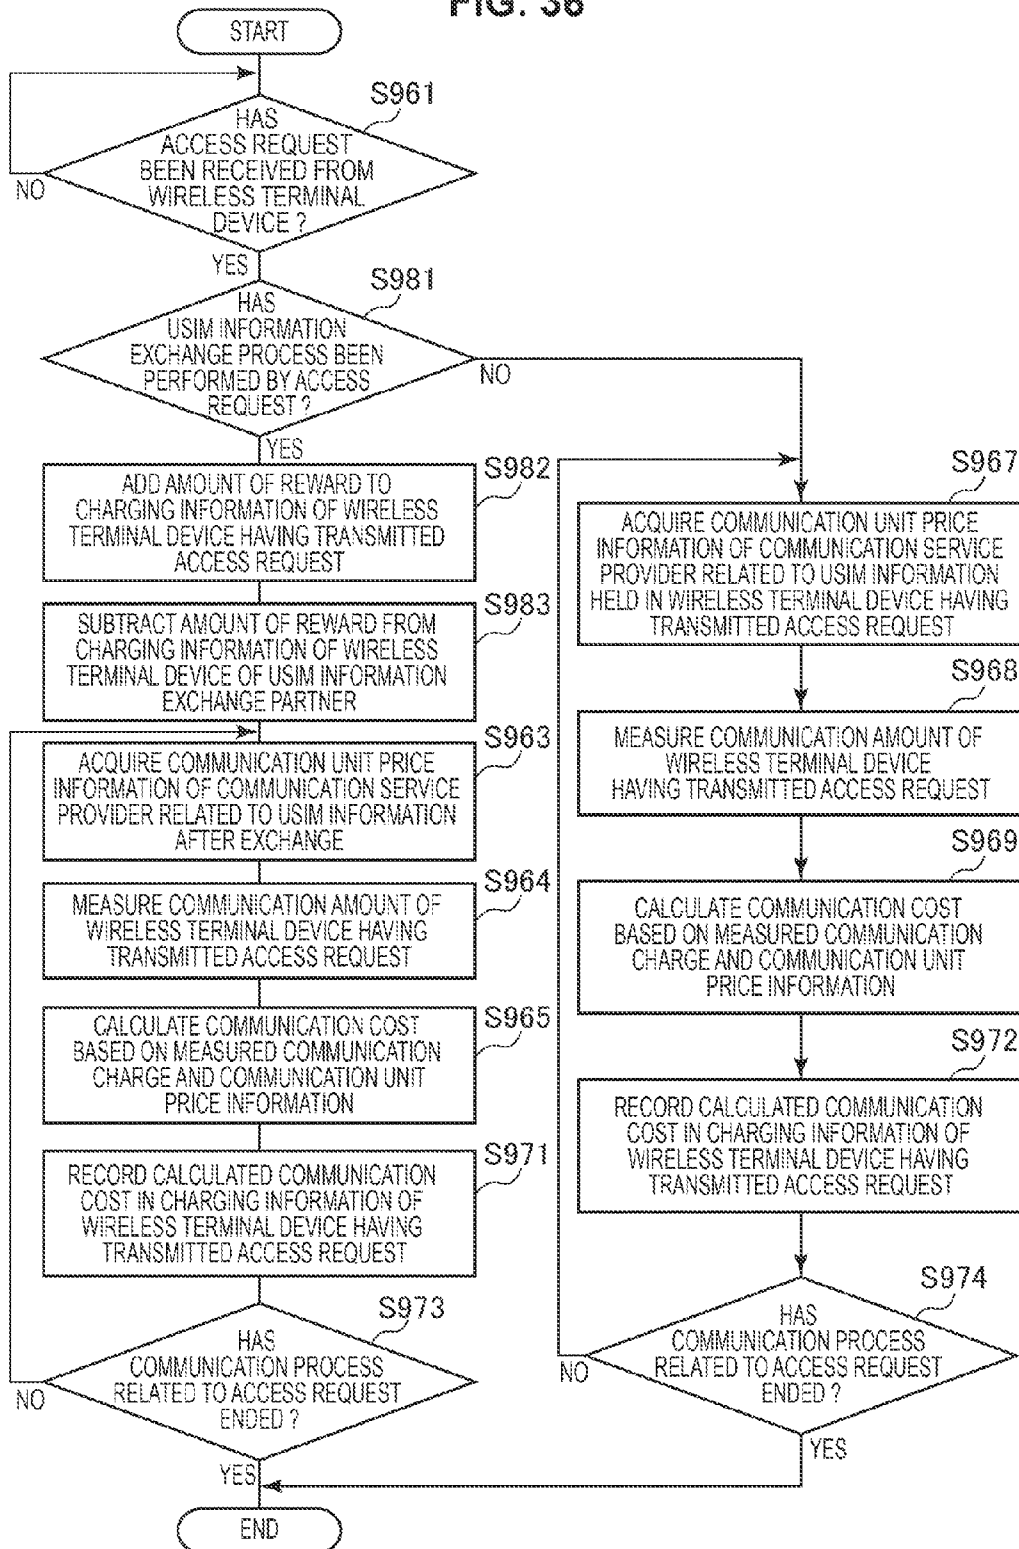 FIG. 36
START
S961
HAS
ACCESS REQUEST
BEEN RECEIVED FROM
WIRELESS TERMINAL
DEVICE ?
NO
YES
S981
HAS
USIM INFORMATION
EXCHANGE PROCESS BEEN
PERFORMED BY ACCESS
REQUEST ?
NO
YES
S982
ADD AMOUNT OF REWARD TO
CHARGING INFORMATION OF WIRELESS
TERMINAL DEVICE HAVING TRANSMITTED
ACCESS REQUEST
S983
SUBTRACT AMOUNT OF REWARD FROM
CHARGING INFORMATION OF WIRELESS
TERMINAL DEVICE OF USIM INFORMATION
EXCHANGE PARTNER
S963
ACQUIRE COMMUNICATION UNIT PRICE
INFORMATION OF COMMUNICATION SERVICE
PROVIDER RELATED TO USIM INFORMATION
AFTER EXCHANGE
S964
MEASURE COMMUNICATION AMOUNT OF
WIRELESS TERMINAL DEVICE HAVING
TRANSMITTED ACCESS REQUEST
S965
CALCULATE COMMUNICATION COST
BASED ON MEASURED COMMUNICATION
CHARGE AND COMMUNICATION UNIT
PRICE INFORMATION
S971
RECORD CALCULATED COMMUNICATION
COST IN CHARGING INFORMATION OF
WIRELESS TERMINAL DEVICE HAVING
TRANSMITTED ACCESS REQUEST
S973
HAS
COMMUNICATION PROCESS
RELATED TO ACCESS REQUEST
ENDED ?
NO
YES
S967
ACQUIRE COMMUNICATION UNIT PRICE
INFORMATION OF COMMUNICATION SERVICE
PROVIDER RELATED TO USIM INFORMATION
HELD IN WIRELESS TERMINAL DEVICE HAVING
TRANSMITTED ACCESS REQUEST
S968
MEASURE COMMUNICATION AMOUNT OF
WIRELESS TERMINAL DEVICE
HAVING TRANSMITTED ACCESS REQUEST
S969
CALCULATE COMMUNICATION COST
BASED ON MEASURED COMMUNICATION
CHARGE AND COMMUNICATION UNIT
PRICE INFORMATION
S972
RECORD CALCULATED COMMUNICATION
COST IN CHARGING INFORMATION OF
WIRELESS TERMINAL DEVICE HAVING
TRANSMITTED ACCESS REQUEST
S974
HAS
COMMUNICATION PROCESS
RELATED TO ACCESS REQUEST
ENDED ?
NO
YES
END